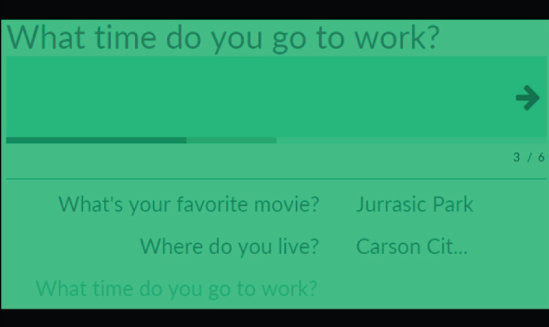 What time do you go to work?
3 / 6
What's your favorite movie? Jurrasic Park
Where do you live? Carson Cit...
What time do you go to work?